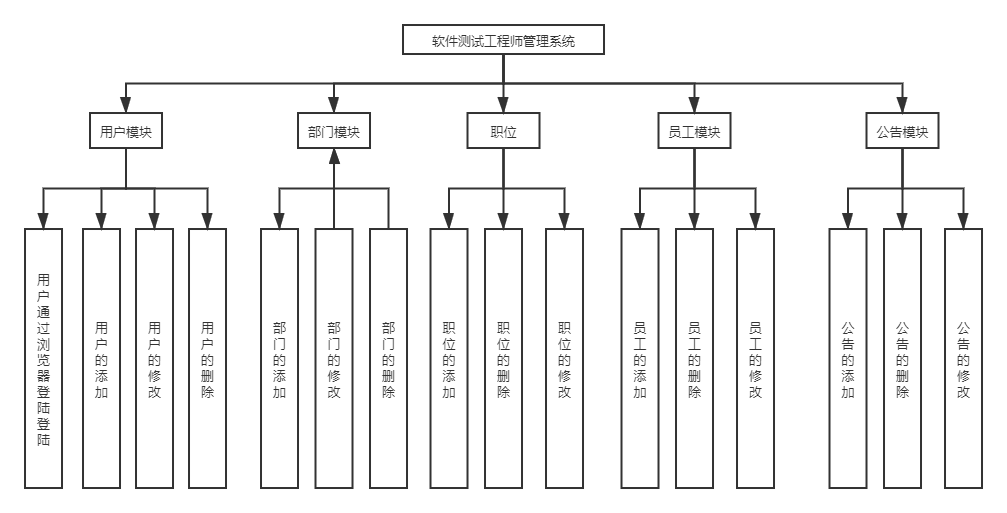 软件测试工程师管理系统
用户模块
部门模块
职位
员工模块
公告模块
用户通过浏览器登陆登陆
用户的添加
用户的修改
用户的删除
部门的添加
部门的修改
部门的删除
职位的添加
职位的删除
职位的修改
员工的添加
员工的删除
员工的修改
公告的添加
公告的删除
公告的修改